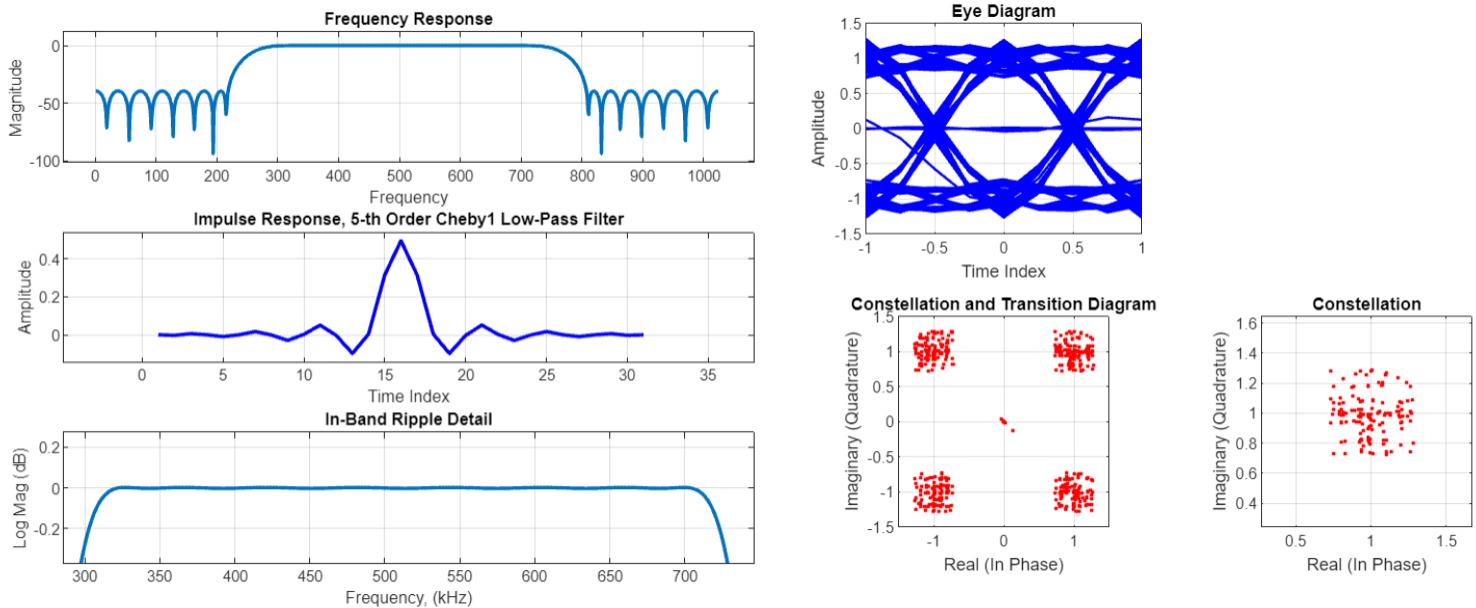 Frequency Response
0
-50
-100
Magnitude
0 100 200 300 400 500 600 700 800 900 1000
Frequency
Impulse Response, 5-th Order Cheby1 Low-Pass Filter
0.4
0.2
0
Amplitude
0 5 10 15 20 25 30 35
Time Index
In-Band Ripple Detail
0.2
0
-0.2
Log Mag (dB)
300 350 400 450 500 550 600 650 700
Frequency, (kHz)
Eye Diagram
1.5
1
0.5
0
-0.5
-1
-1.5
Amplitude
-1 -0.5 0 0.5 1
Time Index
Constellation and Transition Diagram
1.5
1
0.5
0
-0.5
-1
-1.5
Imaginary (Quadrature)
-1 0 1
Real (In Phase)
Constellation
1.6
1.4
1.2
1
0.8
0.6
0.4
Imaginary (Quadrature)
0.5 1 1.5
Real (In Phase)